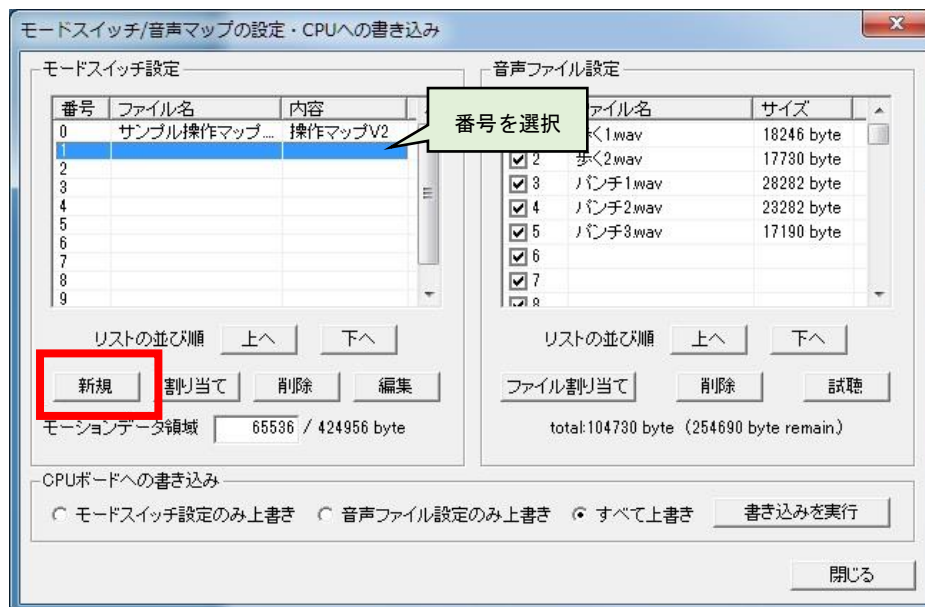 モードスイッチ/音声マップの設定・CPUへの書き込み
モードスイッチ設定
番号 ファイル名 内容
0 サンプル操作マップ... 操作マップV2
1
2
3
4
5
6
7
8
9
番号を選択
リストの並び順 上へ 下へ
新規 割り当て 削除 編集
モーションデータ領域 65536 / 424956 byte
音声ファイル設定
ァイル名 サイズ
く1.wav 18246 byte
2 歩く2.wav 17730 byte
3 パンチ1.wav 28282 byte
4 パンチ2.wav 23282 byte
5 パンチ3.wav 17190 byte
6
7
8
リストの並び順 上へ 下へ
ファイル割り当て 削除 試聴
total:104730 byte (254690 byte remain)
CPUボードへの書き込み
モードスイッチ設定のみ上書き 音声ファイル設定のみ上書き すべて上書き 書き込みを実行
閉じる